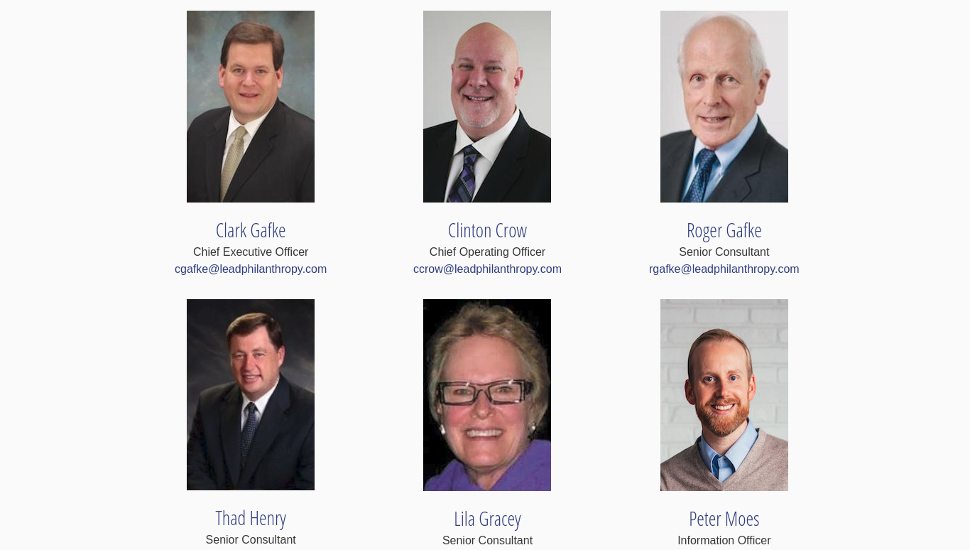 Clark Gafke
Chief Executive Officer
cgafke@leadphilanthropy.com
Clinton Crow
Chief Operating Officer
ccrow@leadphilanthropy.com
Roger Gafke
Senior Consultant
rgafke@leadphilanthropy.com
Thad Henry
Senior Consultant
Lila Gracey
Senior Consultant
Peter Moes
Information Officer